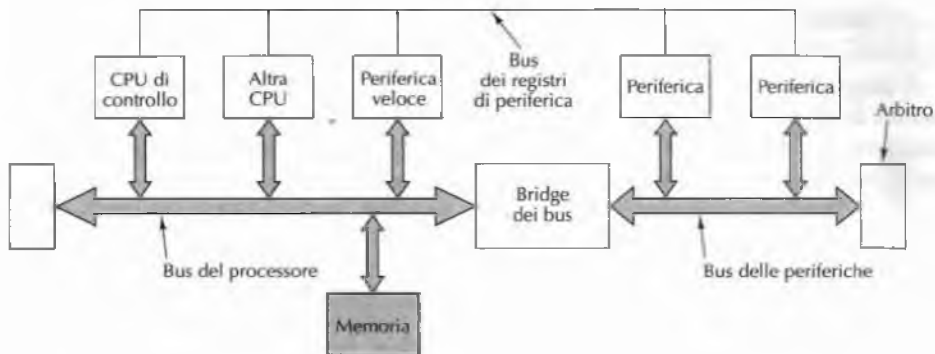 CPU di
controllo
Altra
CPU
Periferica
veloce
Bus
dei registri
di periferica
Periferica
Periferica
Arbitro
Bridge
dei bus
Bus del processore
Bus delle periferiche
Memoria